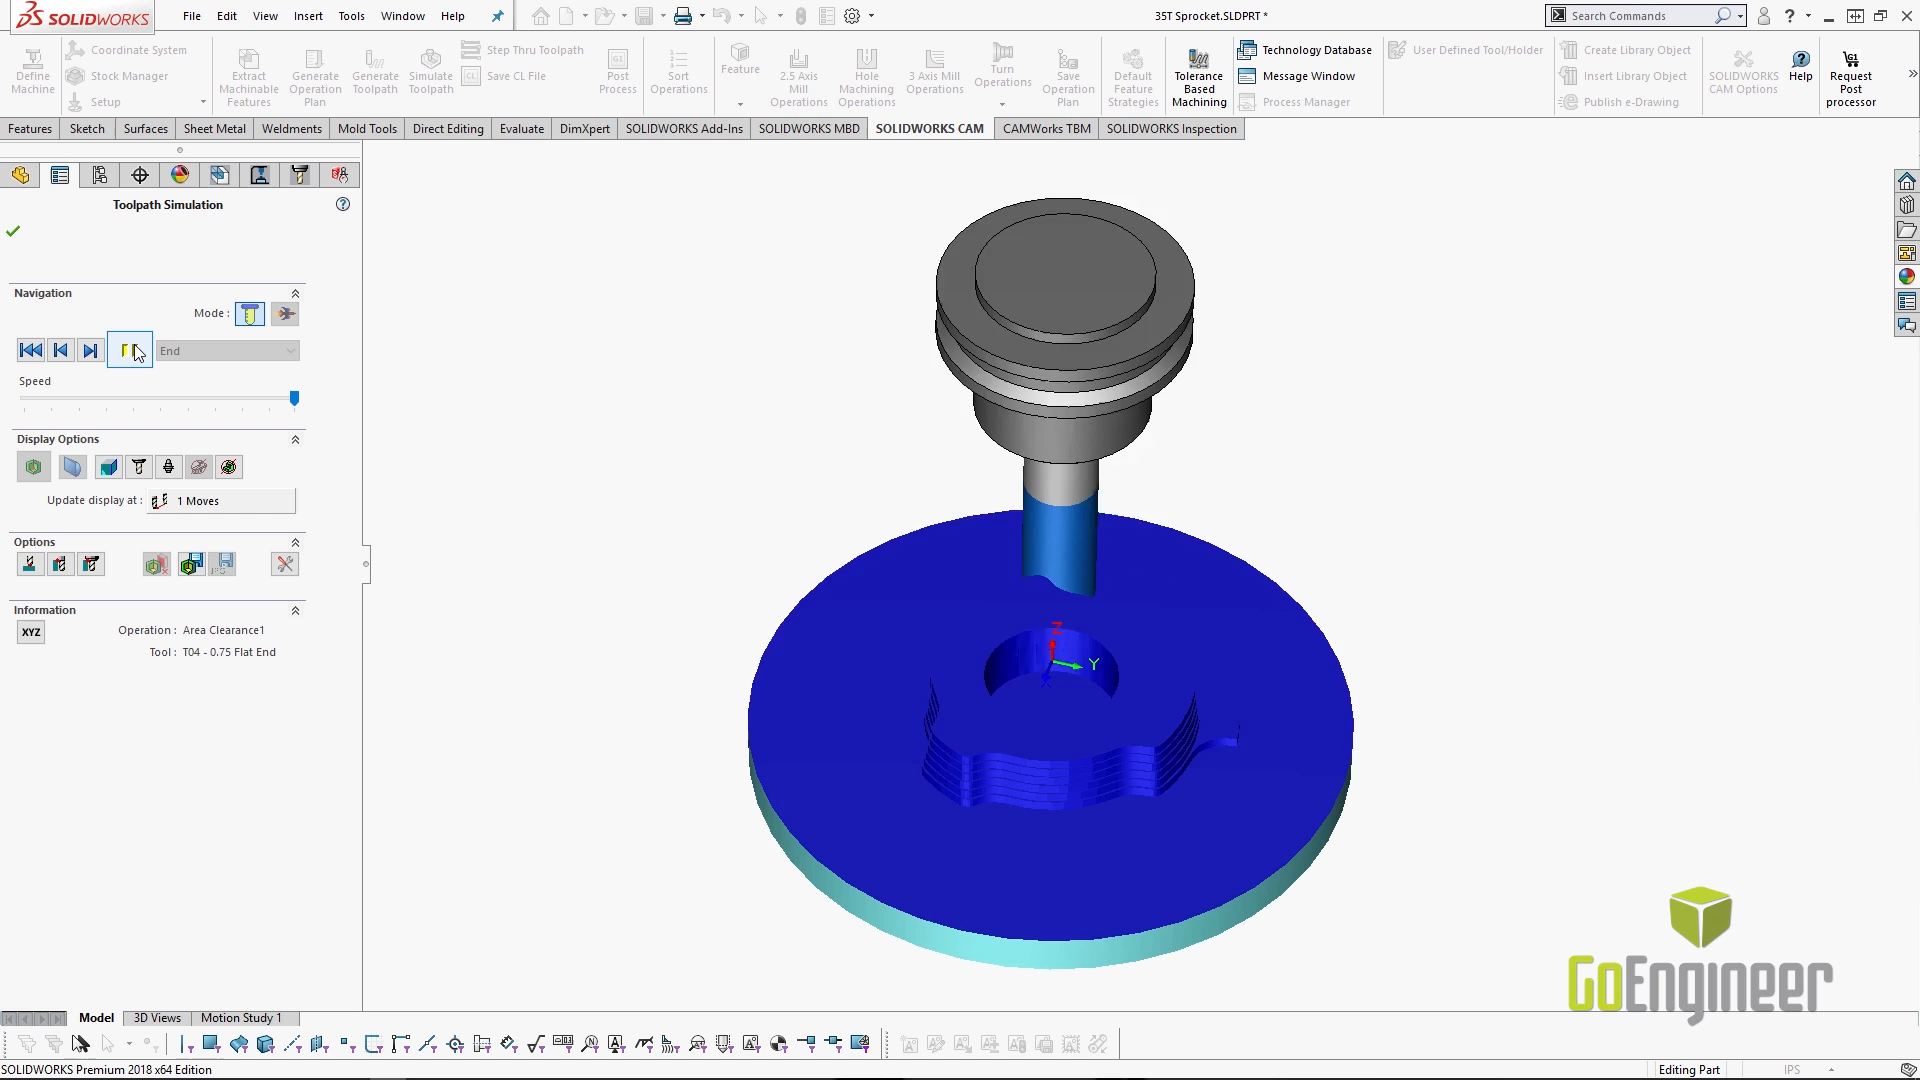 SOLIDWORKS
File Edit View Insert Tools Window Help
35T Sprocket.SLDPRT *
Search Commands
Define Machine
Coordinate System
Stock Manager
Setup
Extract Machinable Features
Generate Operation Plan
Generate Toolpath
Simulate Toolpath
Step Thru Toolpath
CL Save CL File
G1 Post Process
Sort Operations
Feature
2.5 Axis Mill Operations
Hole Machining Operations
3 Axis Mill Operations
Turn Operations
Save Operation Plan
Default Feature Strategies
Tolerance Based Machining
Technology Database
Message Window
Process Manager
User Defined Tool/Holder
Create Library Object
Insert Library Object
Publish e-Drawing
SOLIDWORKS CAM Options
Help
G1 Request Post processor
Features Sketch Surfaces Sheet Metal Weldments Mold Tools Direct Editing Evaluate DimXpert SOLIDWORKS Add-Ins SOLIDWORKS MBD SOLIDWORKS CAM CAMWorks TBM SOLIDWORKS Inspection
Toolpath Simulation
Navigation
Mode :
End
Speed
Display Options
Update display at : 1 Moves
Options
Information
XYZ
Operation : Area Clearance1
Tool : T04 - 0.75 Flat End
Z
Y
X
GoEngineer
Model 3D Views Motion Study 1
SOLIDWORKS Premium 2018 x64 Edition
Editing Part
IPS